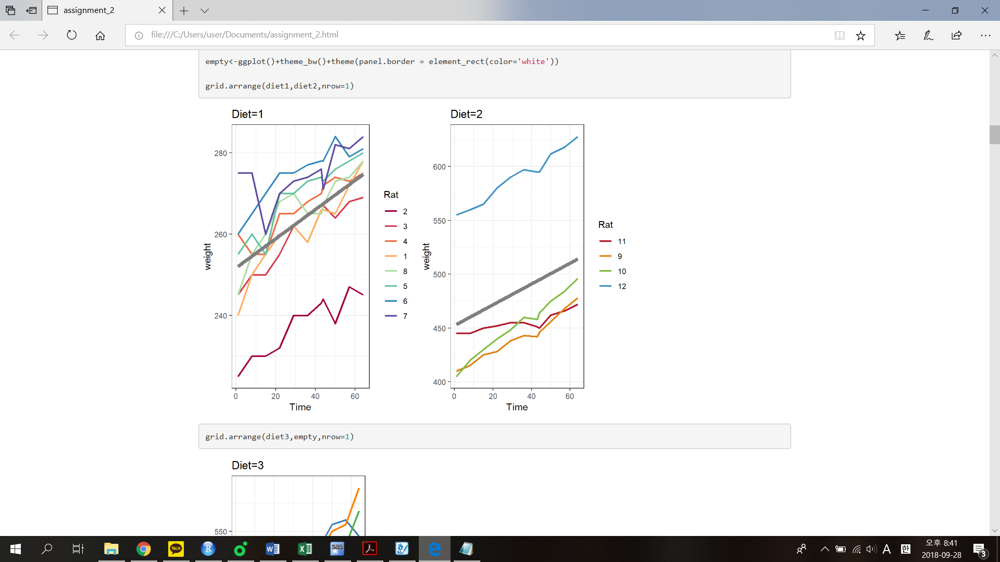 assignment_2
file:///C:/Users/user/Documents/assignment_2.html
empty<-ggplot()+theme_bw()+theme(panel.border = element_rect(color='white'))
grid.arrange(diet1,diet2,nrow=1)
Diet=1
280
260
240
weight
0 20 40 60
Time
Rat
2
3
4
1
8
5
6
7
Diet=2
600
550
500
450
400
weight
0 20 40 60
Time
Rat
11
9
10
12
grid.arrange(diet3,empty,nrow=1)
Diet=3
550
TALK
R
W
X
sas
A
한
오후 8:41
2018-09-28
3